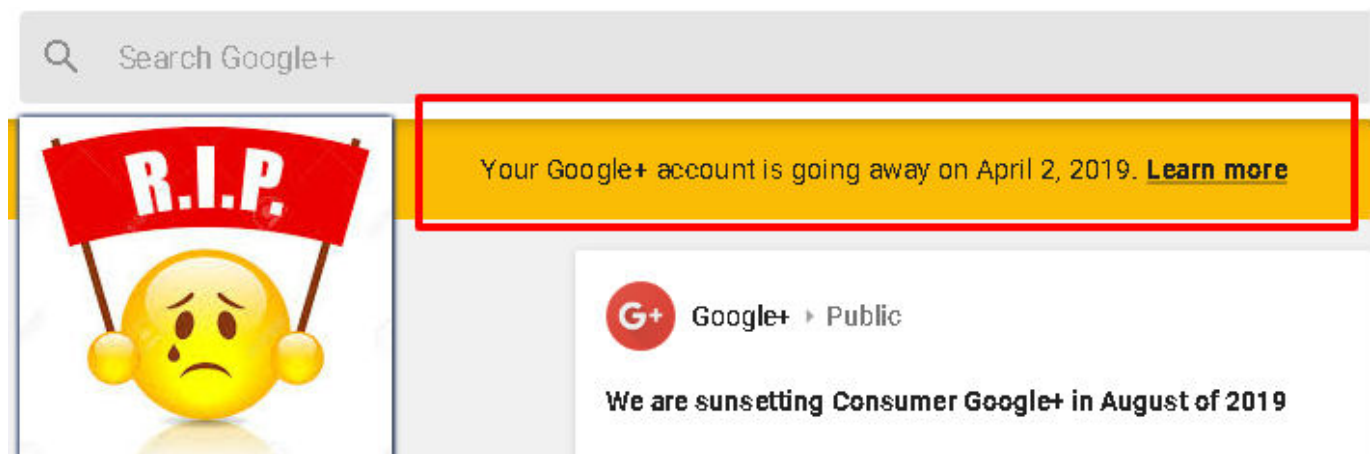 Search Google+
R.I.P.
Your Google+ account is going away on April 2, 2019. Learn more
G+ Google+ Public
We are sunsetting Consumer Google+ in August of 2019